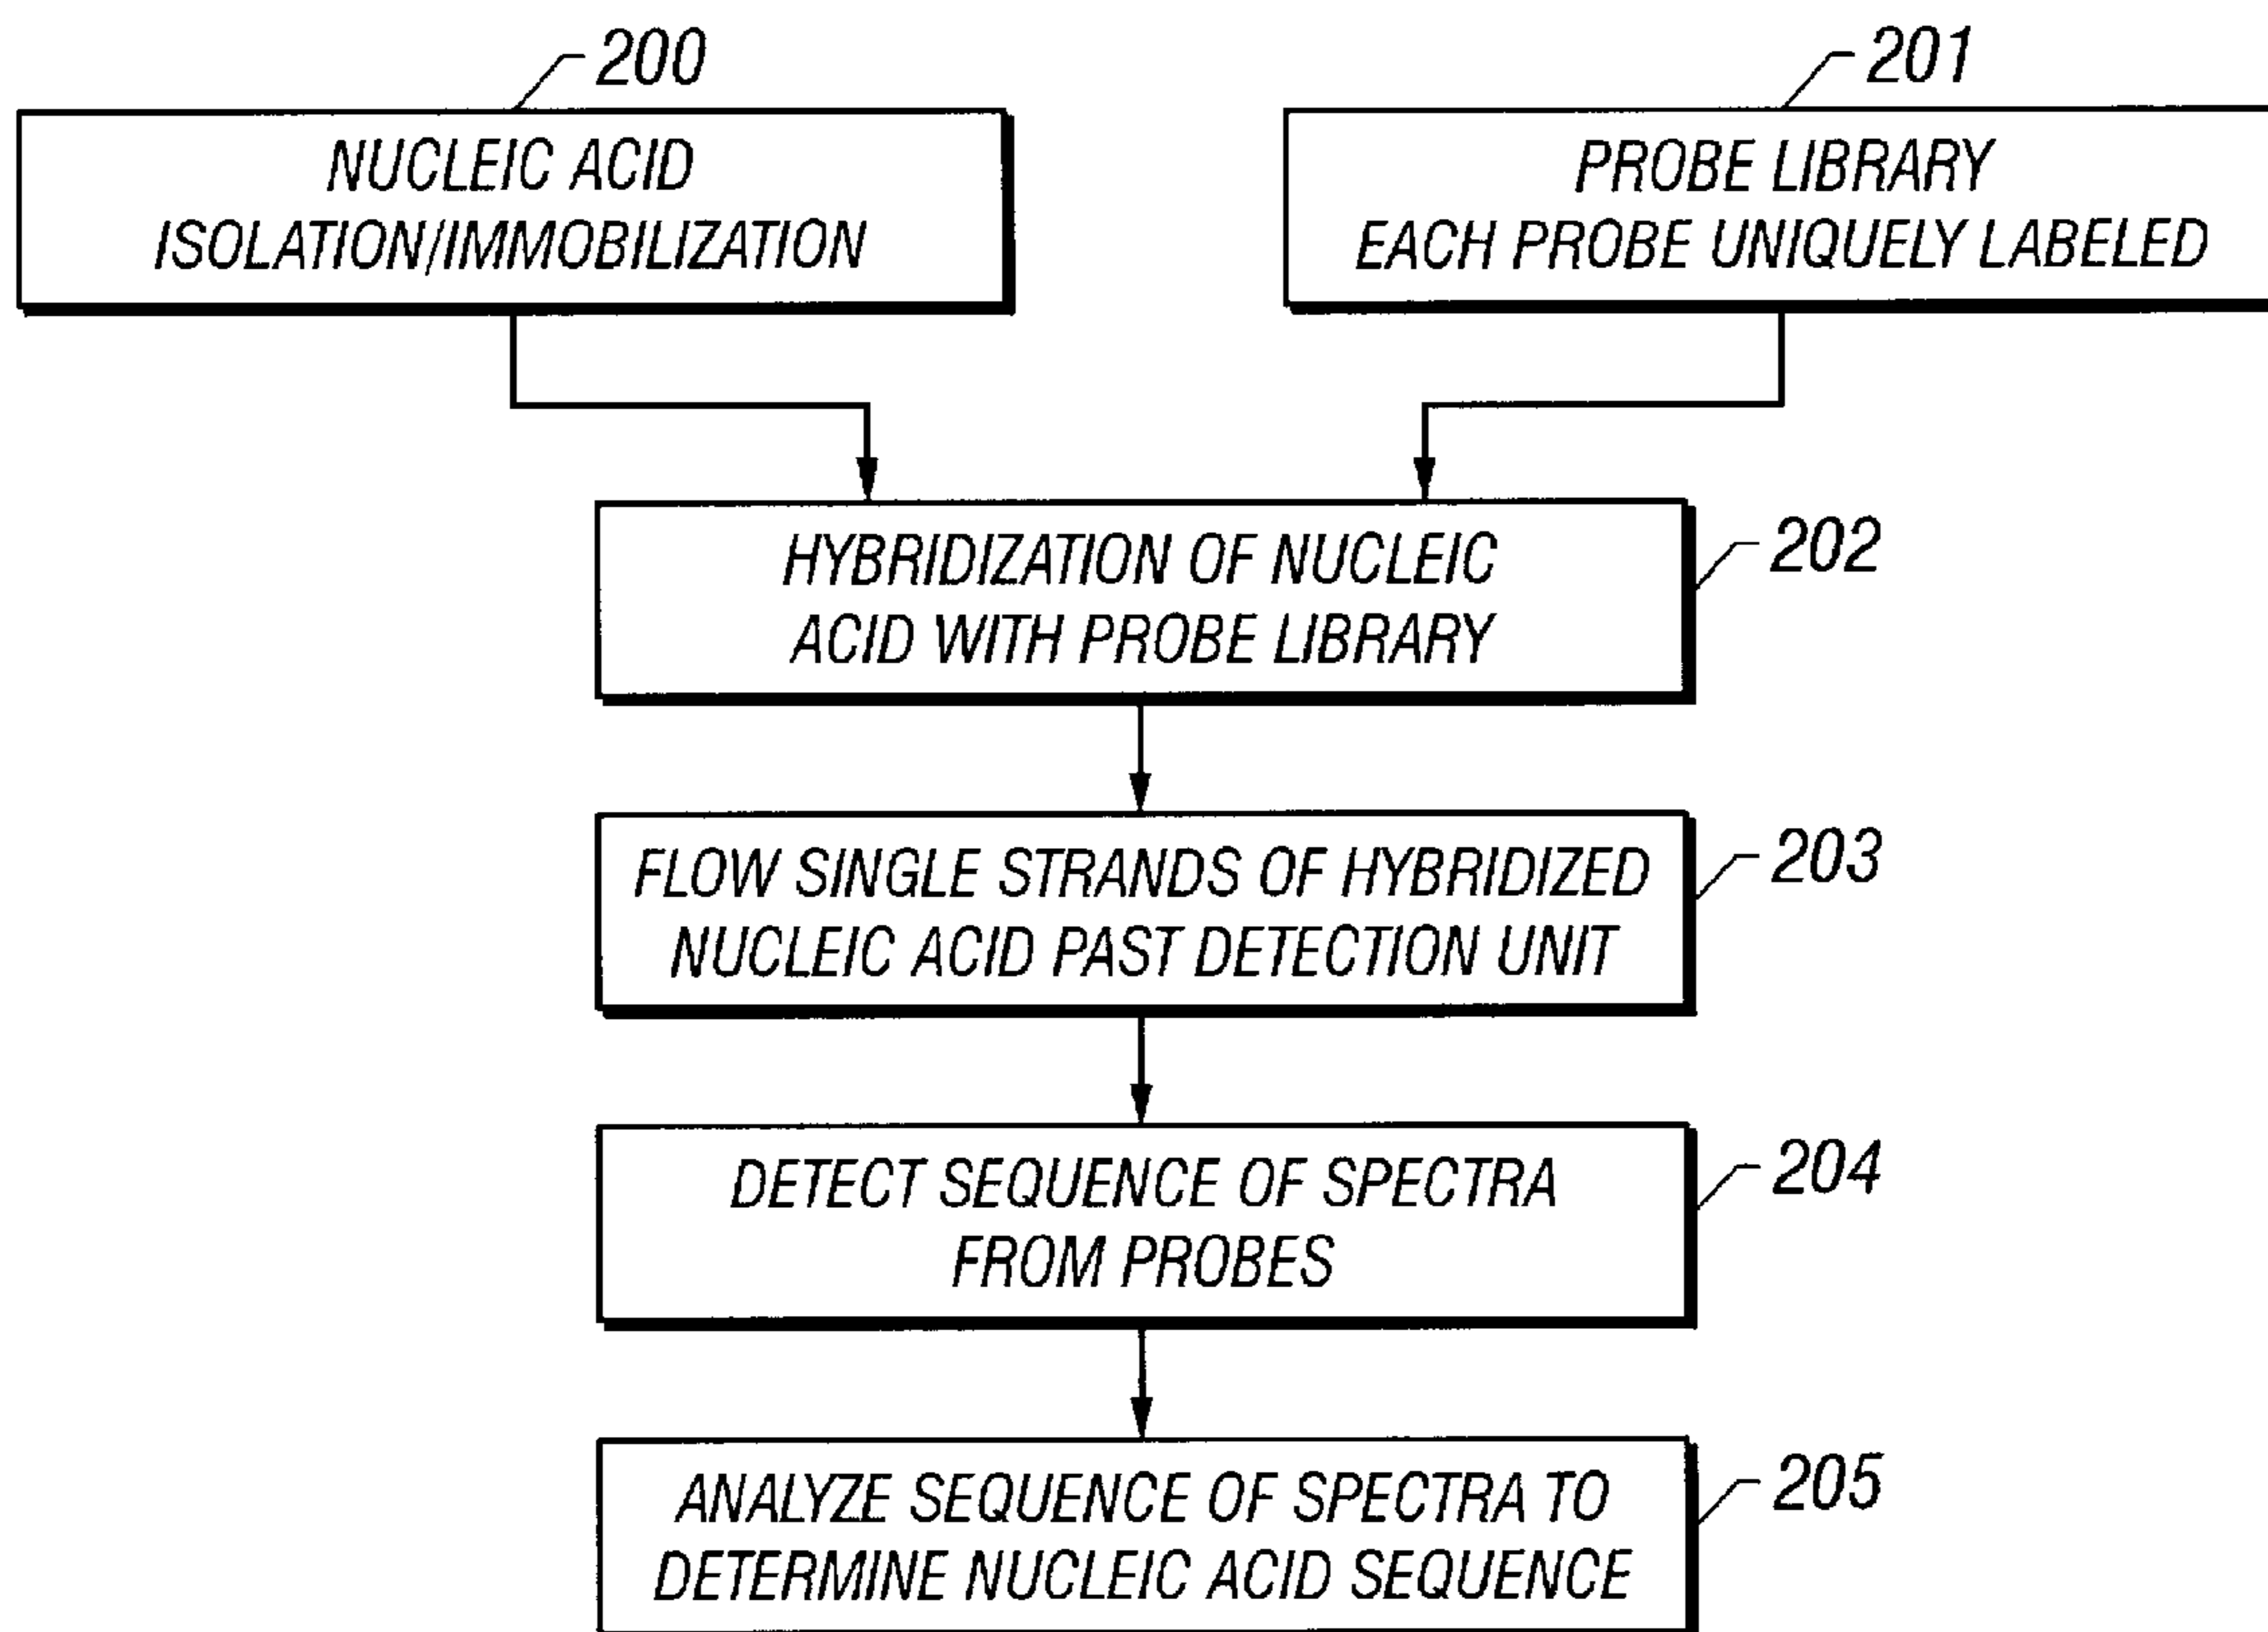 200
NUCLEIC ACID
ISOLATION/IMMOBILIZATION
201
PROBE LIBRARY
EACH PROBE UNIQUELY LABELED
HYBRIDIZATION OF NUCLEIC
ACID WITH PROBE LIBRARY
202
FLOW SINGLE STRANDS OF HYBRIDIZED
NUCLEIC ACID PAST DETECTION UNIT
203
DETECT SEQUENCE OF SPECTRA
FROM PROBES
204
ANALYZE SEQUENCE OF SPECTRA TO
DETERMINE NUCLEIC ACID SEQUENCE
205